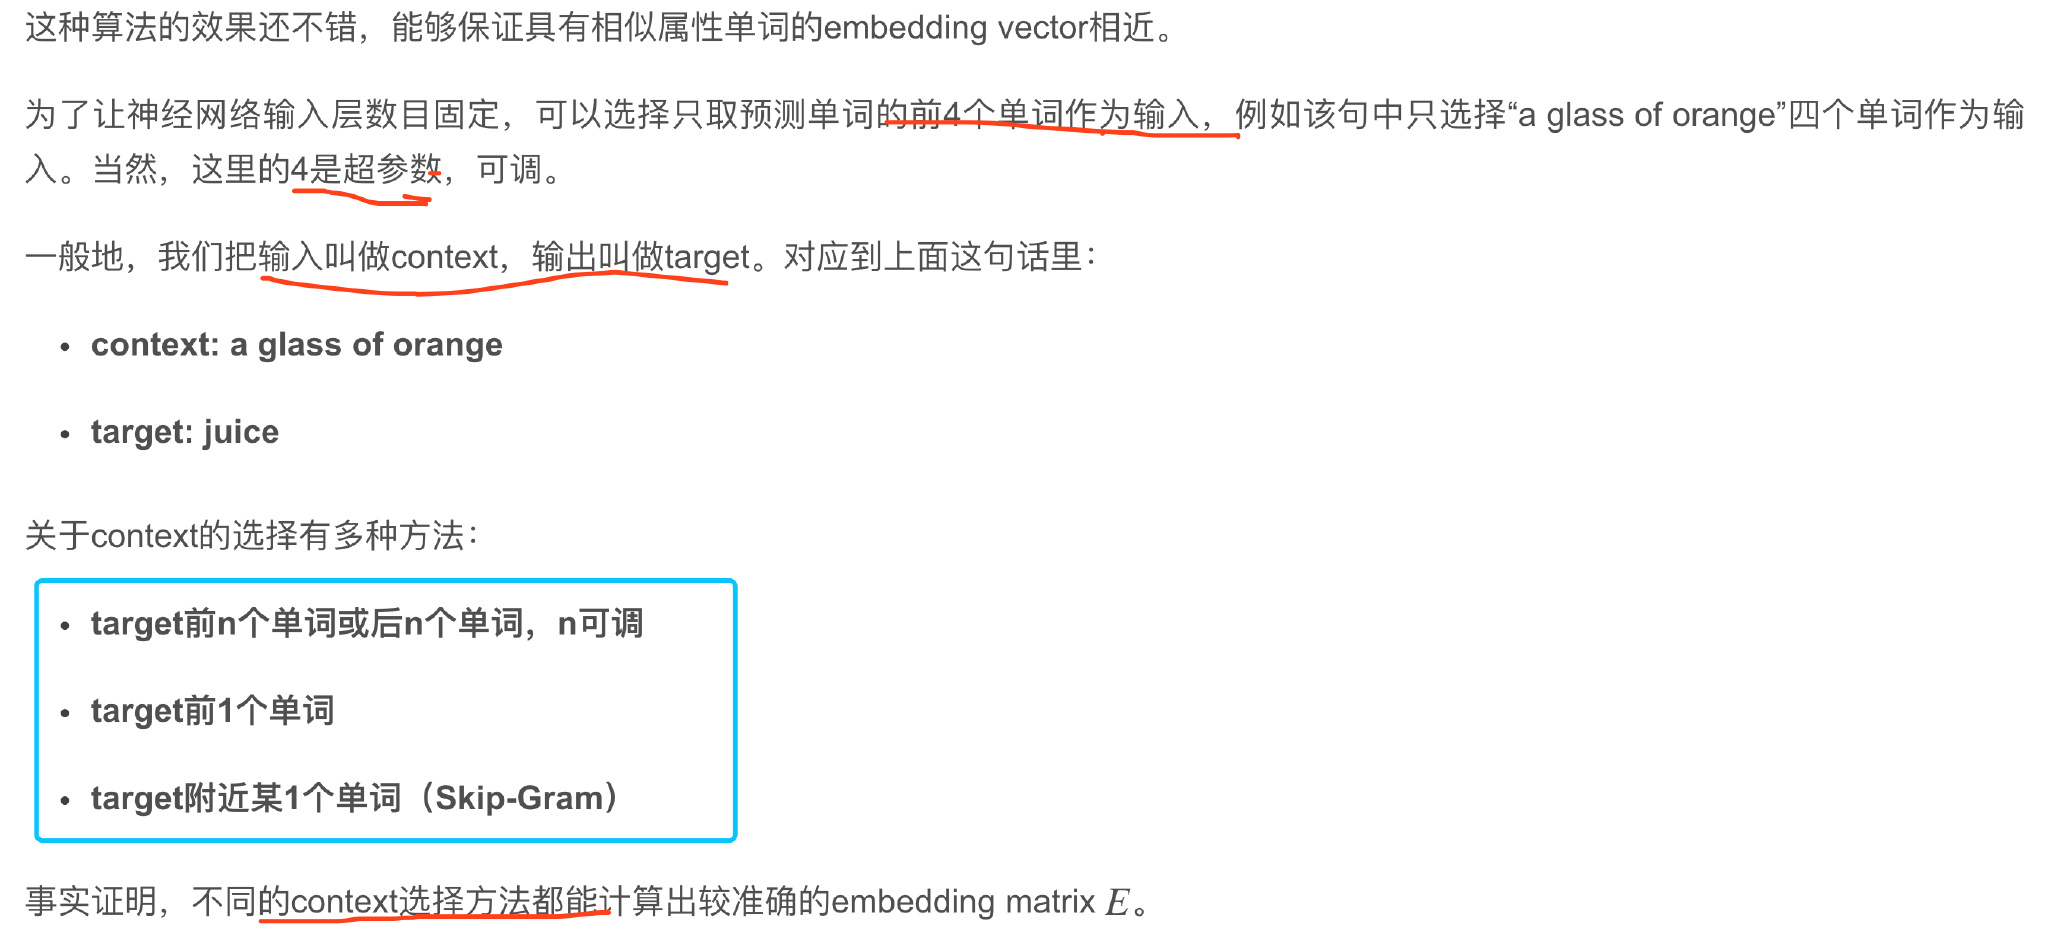 这种算法的效果还不错，能够保证具有相似属性单词的embedding vector相近。
为了让神经网络输入层数目固定，可以选择只取预测单词的前4个单词作为输入，例如该句中只选择“a glass of orange”四个单词作为输
入。当然，这里的4是超参数，可调。
一般地，我们把输入叫做context，输出叫做target。对应到上面这句话里：
• context: a glass of orange
• target: juice
关于context的选择有多种方法：
• target前n个单词或后n个单词，n可调
• target前1个单词
• target附近某1个单词（Skip-Gram）
事实证明，不同的context选择方法都能计算出较准确的embedding matrix E。